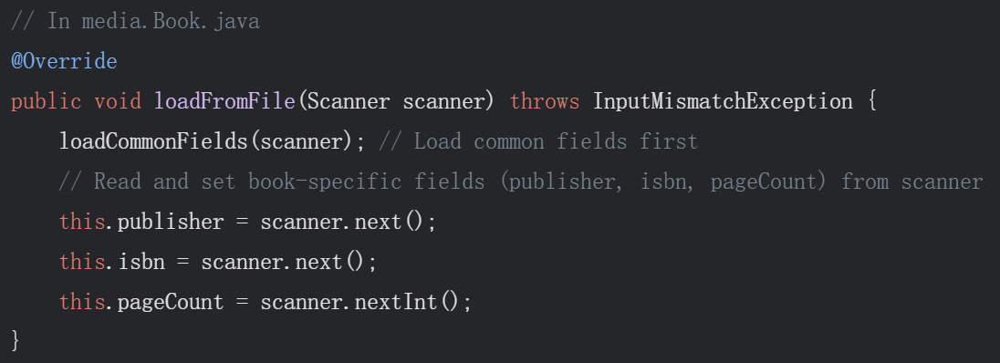 // In media.Book.java
@Override
public void loadFromFile(Scanner scanner) throws InputMismatchException {
    loadCommonFields(scanner); // Load common fields first
    // Read and set book-specific fields (publisher, isbn, pageCount) from scanner
    this.publisher = scanner.next();
    this.isbn = scanner.next();
    this.pageCount = scanner.nextInt();
}